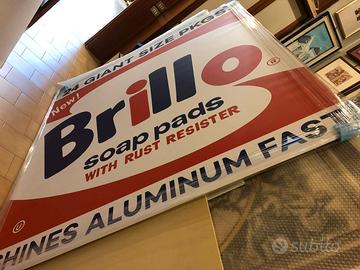 24 GIANT SIZE PKGS
New!
Brillo
®
soap pads
WITH RUST RESISTER
SHINES ALUMINUM FAST
U
®
subito